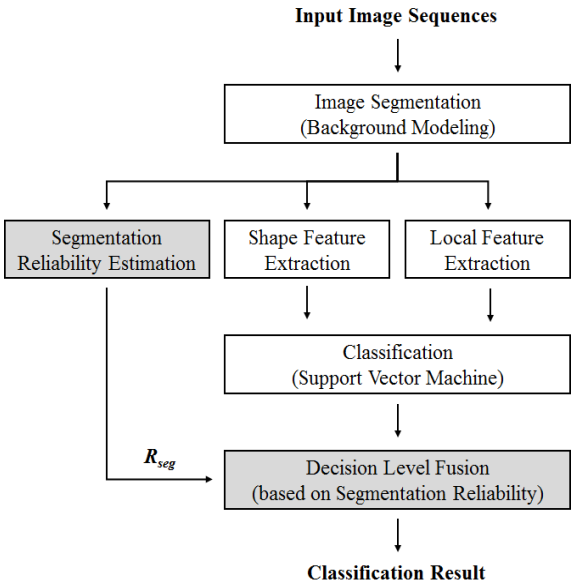 Input Image Sequences
Image Segmentation
(Background Modeling)
Segmentation
Reliability Estimation
Shape Feature
Extraction
Local Feature
Extraction
Classification
(Support Vector Machine)
R_seg
Decision Level Fusion
(based on Segmentation Reliability)
Classification Result